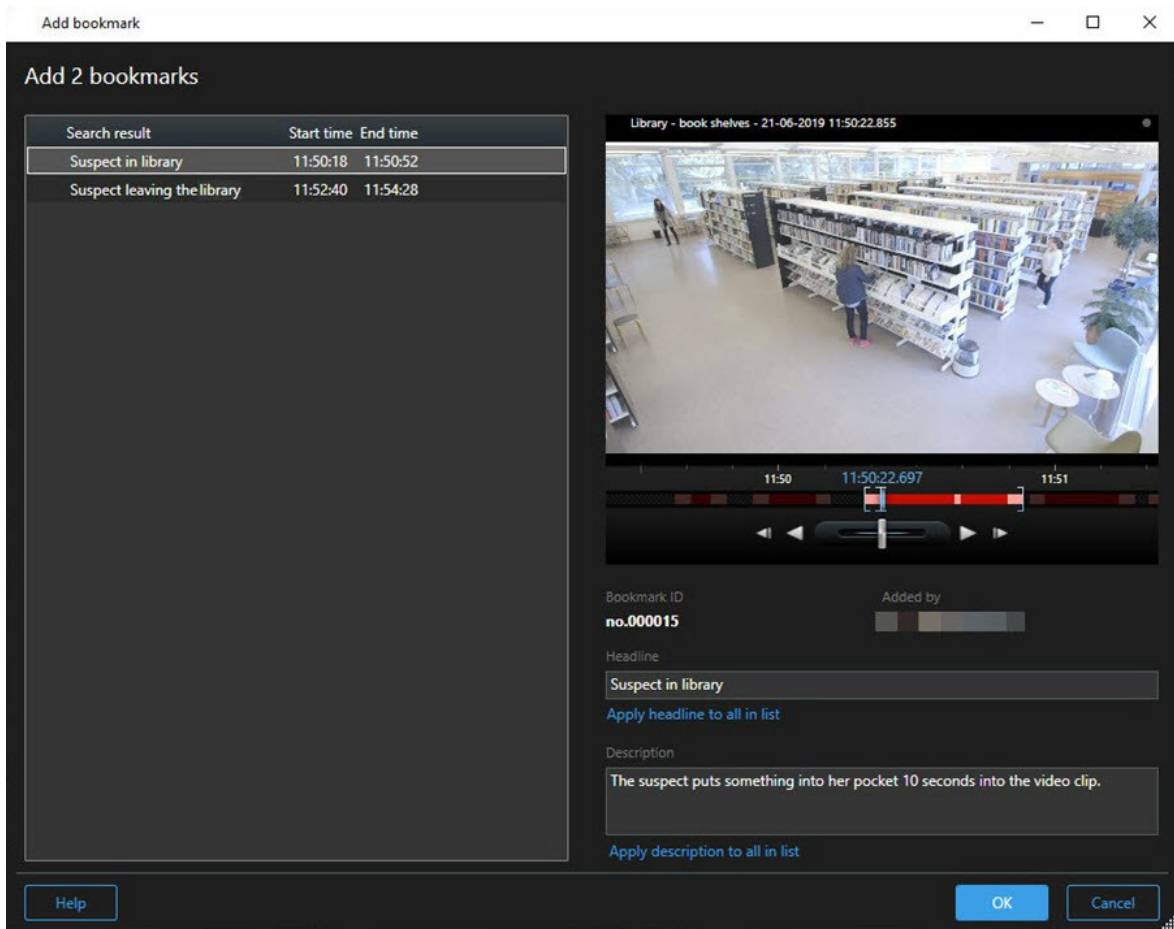 Add bookmark
Add 2 bookmarks
Search result Start time End time
Suspect in library 11:50:18 11:50:52
Suspect leaving the library 11:52:40 11:54:28
Library - book shelves - 21-06-2019 11:50:22.855
11:50 11:50:22.697 11:51
Bookmark ID Added by
no.000015
Headline
Suspect in library
Apply headline to all in list
Description
The suspect puts something into her pocket 10 seconds into the video clip.
Apply description to all in list
Help OK Cancel